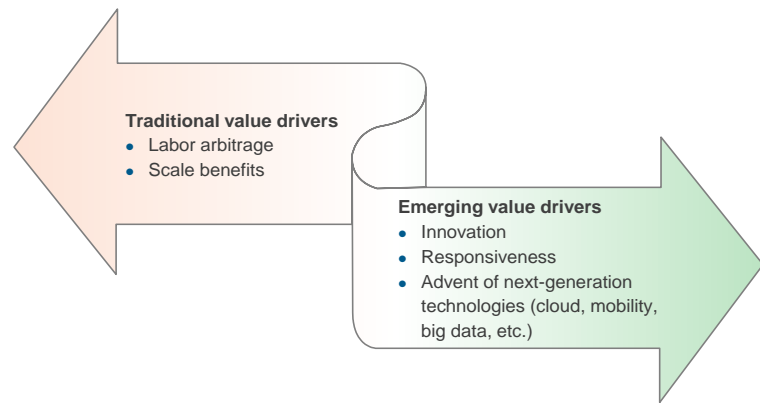 Traditional value drivers
● Labor arbitrage
● Scale benefits
Emerging value drivers
● Innovation
● Responsiveness
● Advent of next-generation
technologies (cloud, mobility,
big data, etc.)